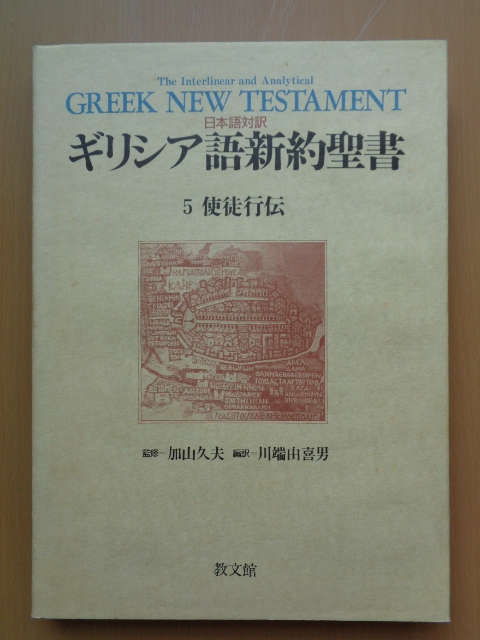 The Interlinear and Analytical
GREEK NEW TESTAMENT
日本語対訳
ギリシア語新約聖書
5 使徒行伝
監修—加山久夫 編訳—川端由喜男
教文館